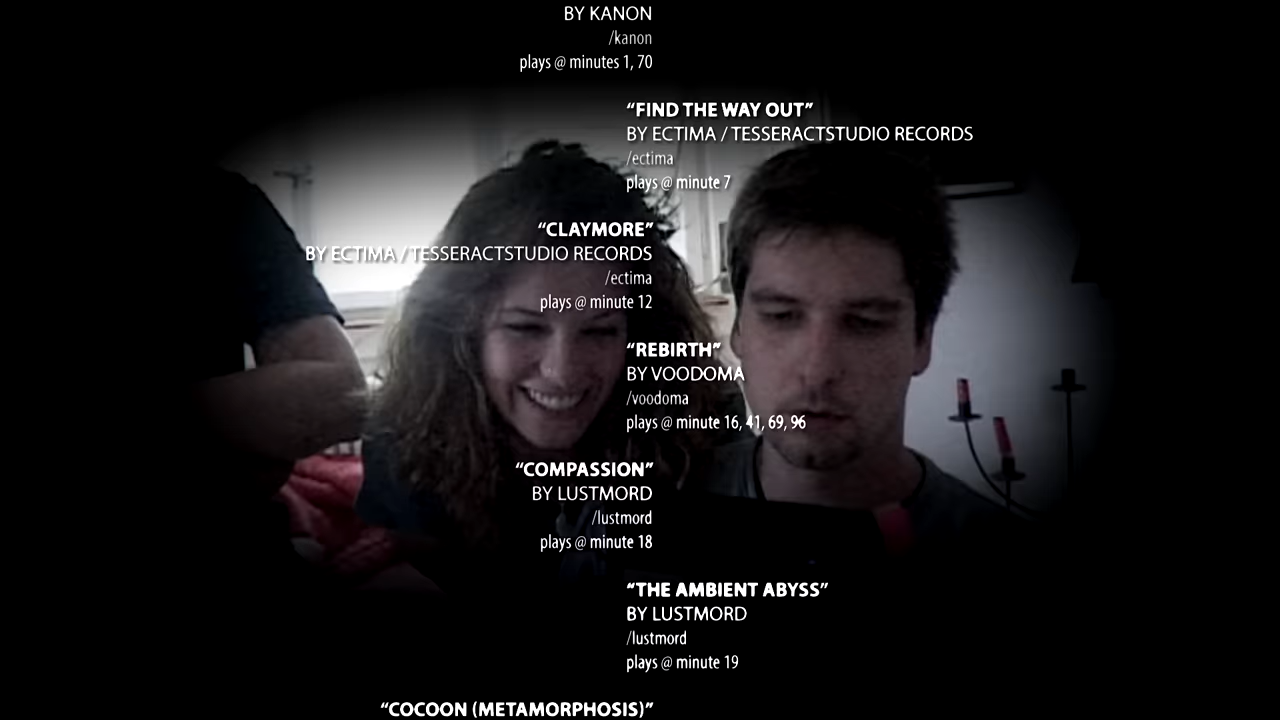 BY KANON
/kanon
plays @ minutes 1, 70
“FIND THE WAY OUT”
BY ECTIMA / TESSERACTSTUDIO RECORDS
/ectima
plays @ minute 7
“CLAYMORE”
BY ECTIMA / TESSERACTSTUDIO RECORDS
/ectima
plays @ minute 12
“REBIRTH”
BY VOODOMA
/voodoma
plays @ minute 16, 41, 69, 96
“COMPASSION”
BY LUSTMORD
/lustmord
plays @ minute 18
“THE AMBIENT ABYSS”
BY LUSTMORD
/lustmord
plays @ minute 19
“COCOON (METAMORPHOSIS)”